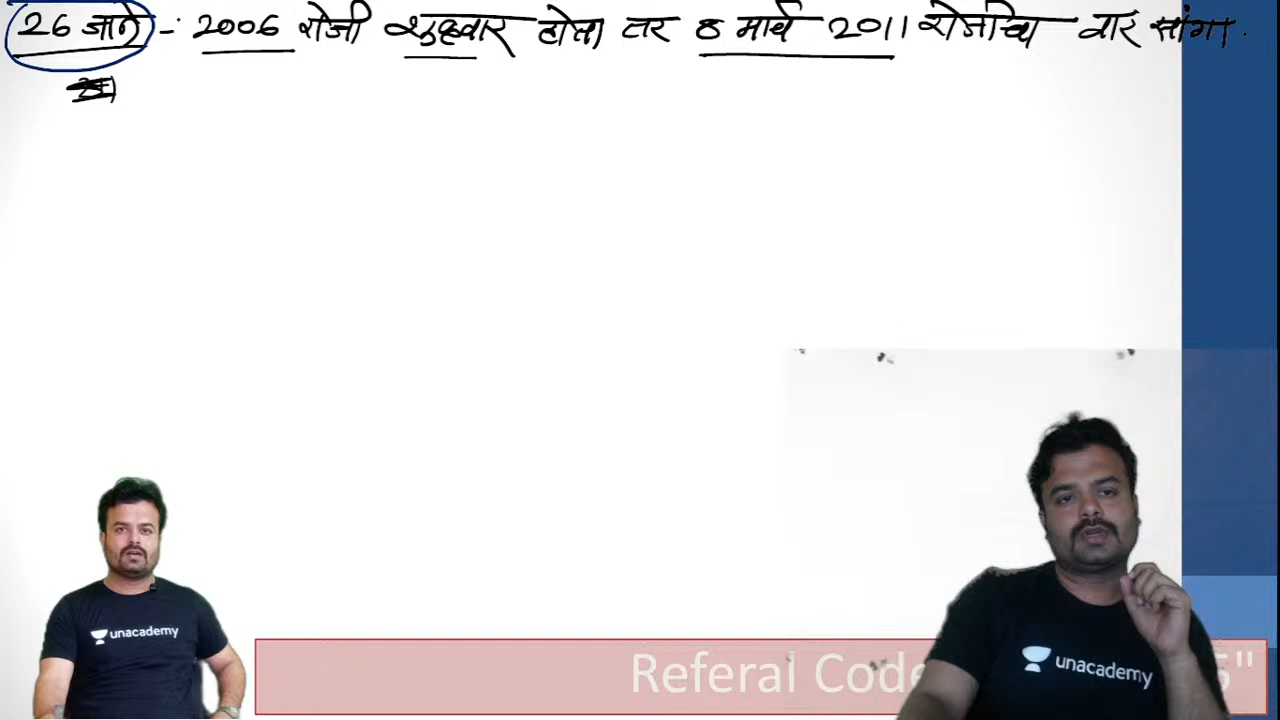 26 जाने - 2006 रोजी शुक्रवार होता तर 8 मार्च 2011 रोजीचा वार सांगा.
unacademy
unacademy
Referal Code